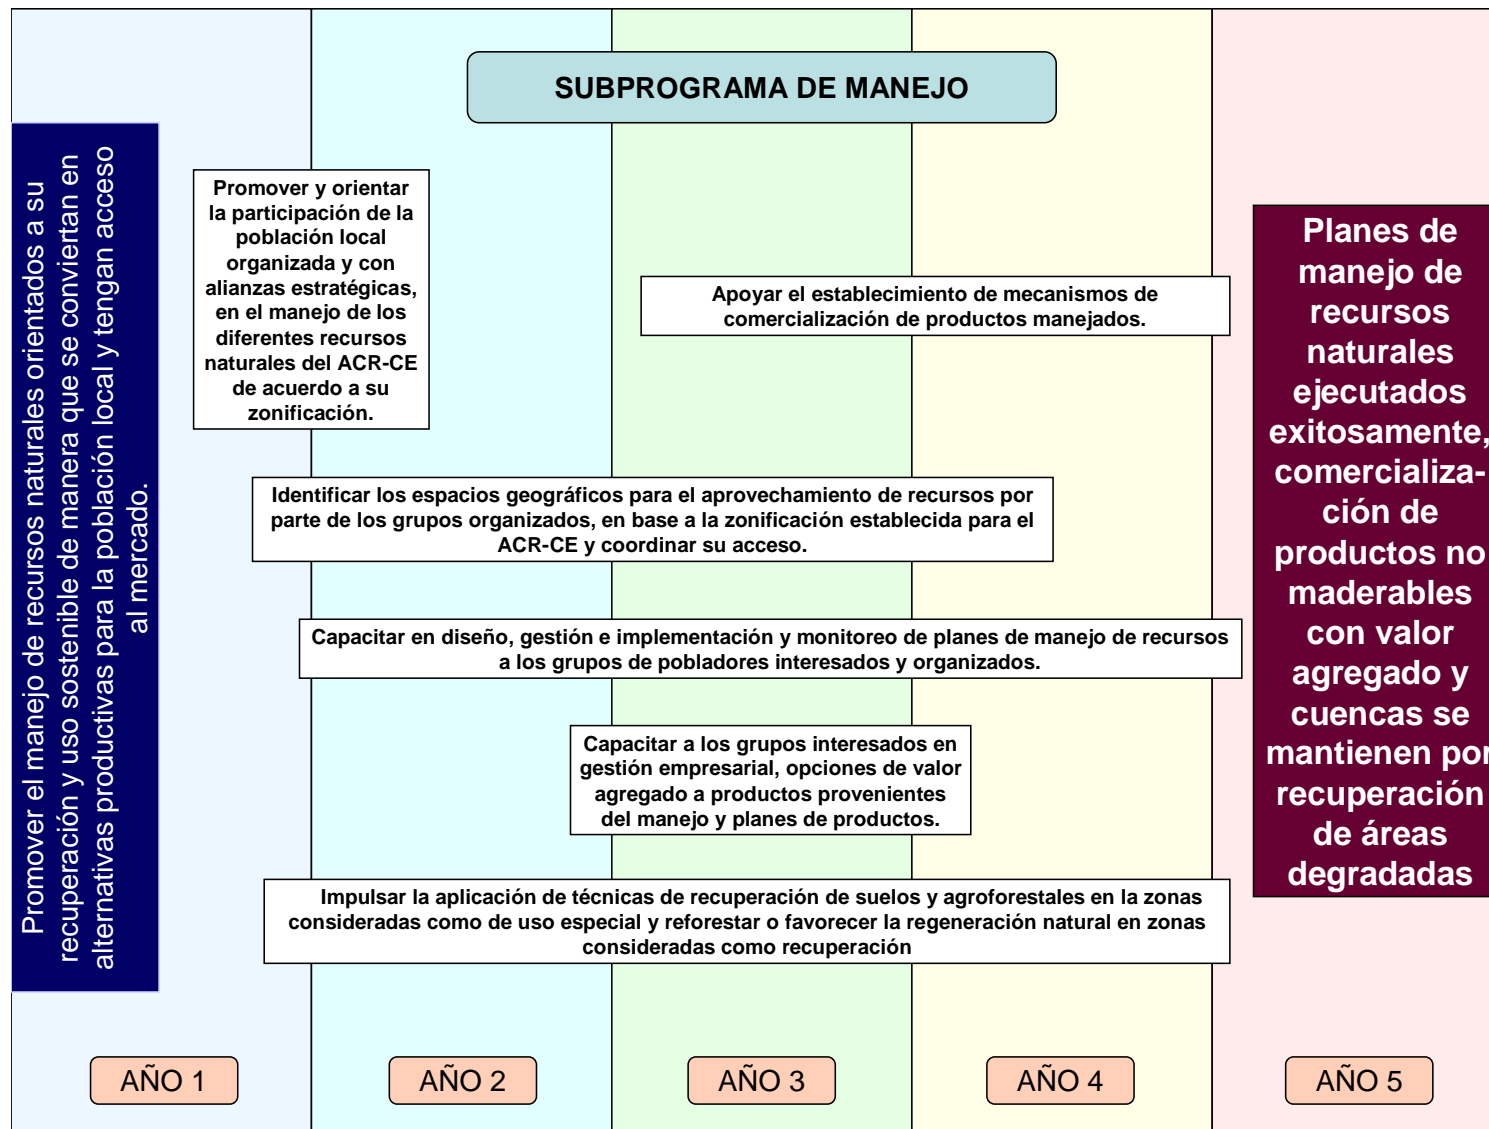 SUBPROGRAMA DE MANEJO
Promover el manejo de recursos naturales orientados a su
recuperación y uso sostenible de manera que se conviertan en
alternativas productivas para la población local y tengan acceso
al mercado.
Promover y orientar
la participación de la
población local
organizada y con
alianzas estratégicas,
en el manejo de los
diferentes recursos
naturales del ACR-CE
de acuerdo a su
zonificación.
Apoyar el establecimiento de mecanismos de
comercialización de productos manejados.
Identificar los espacios geográficos para el aprovechamiento de recursos por
parte de los grupos organizados, en base a la zonificación establecida para el
ACR-CE y coordinar su acceso.
Capacitar en diseño, gestión e implementación y monitoreo de planes de manejo de recursos
a los grupos de pobladores interesados y organizados.
Capacitar a los grupos interesados en
gestión empresarial, opciones de valor
agregado a productos provenientes
del manejo y planes de productos.
Impulsar la aplicación de técnicas de recuperación de suelos y agroforestales en la zonas
consideradas como de uso especial y reforestar o favorecer la regeneración natural en zonas
consideradas como recuperación
Planes de
manejo de
recursos
naturales
ejecutados
exitosamente,
comercializa-
ción de
productos no
maderables
con valor
agregado y
cuencas se
mantienen por
recuperación
de áreas
degradadas
AÑO 1
AÑO 2
AÑO 3
AÑO 4
AÑO 5